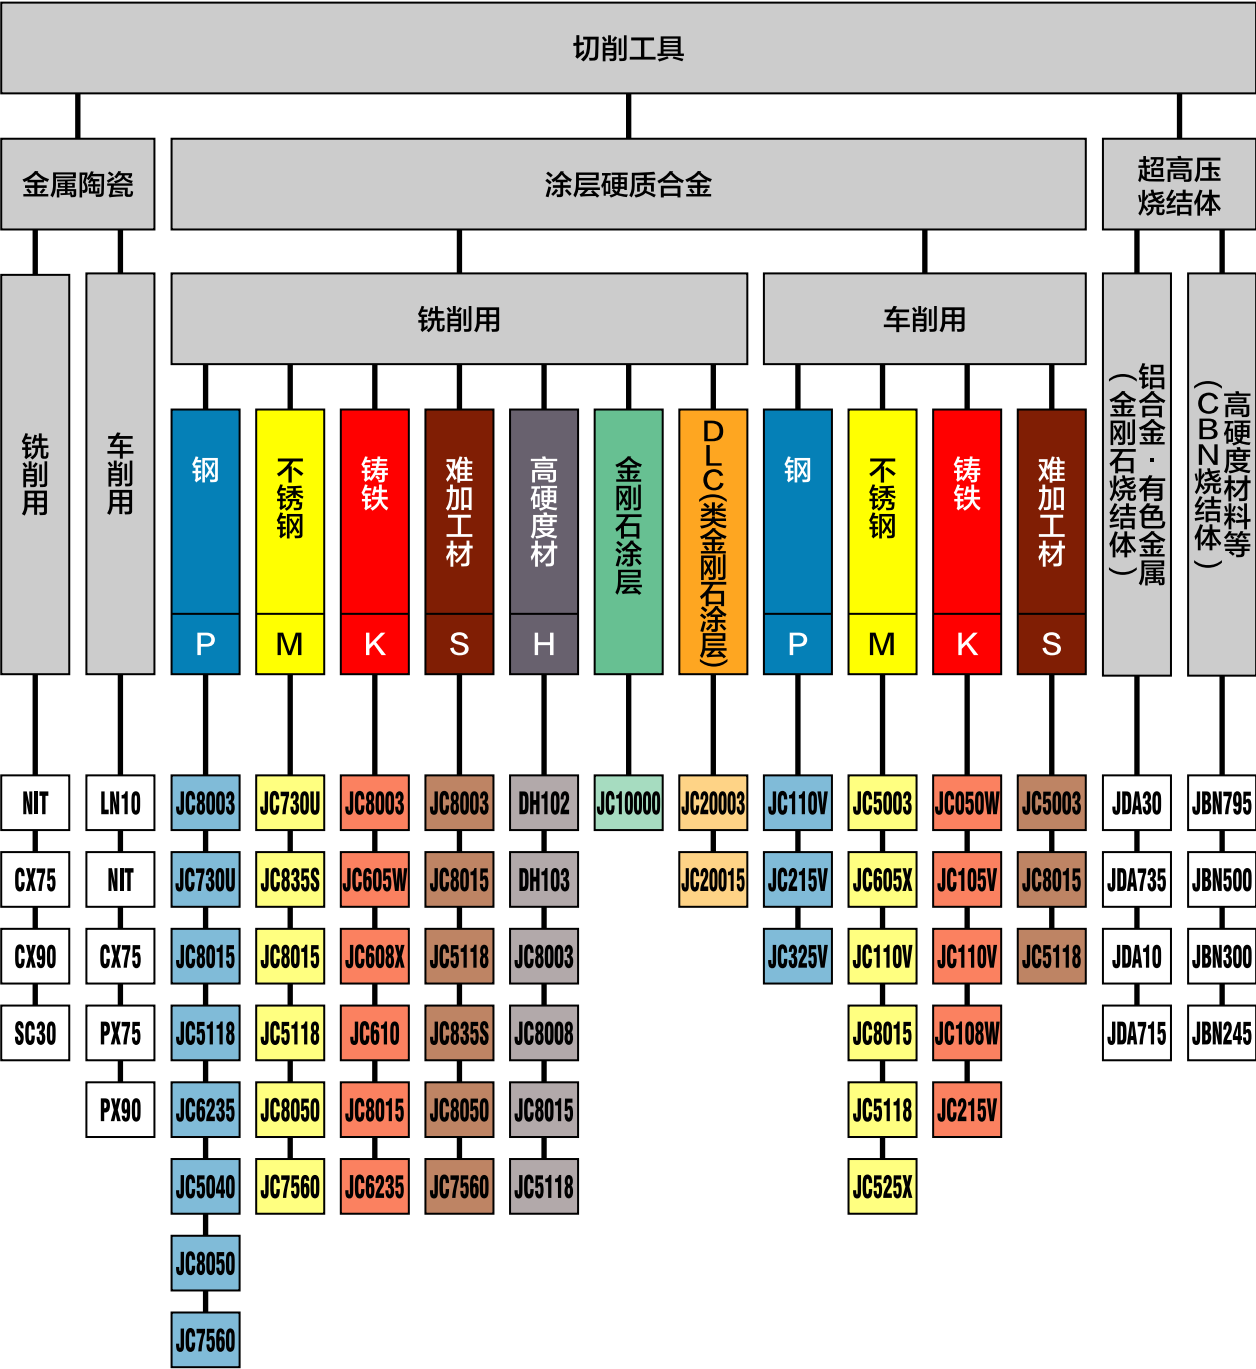 切削工具
金属陶瓷
涂层硬质合金
超高压
烧结体
铣削用
车削用
铣削用
车削用
钢
P
不锈钢
M
铸铁
K
难加工材
S
高硬度材
H
金刚石涂层
DLC(类金刚石涂层)
钢
P
不锈钢
M
铸铁
K
难加工材
S
铝合金·有色金属
(金刚石烧结体)
高硬度材料等
(CBN烧结体)
NIT
CX75
CX90
SC30
LN10
NIT
CX75
PX75
PX90
JC8003
JC730U
JC8015
JC5118
JC6235
JC5040
JC8050
JC7560
JC730U
JC835S
JC8015
JC5118
JC8050
JC7560
JC8003
JC605W
JC608X
JC610
JC8015
JC6235
JC8003
JC8015
JC5118
JC835S
JC8050
JC7560
DH102
DH103
JC8003
JC8008
JC8015
JC5118
JC10000
JC20003
JC20015
JC110V
JC215V
JC325V
JC5003
JC605X
JC110V
JC8015
JC5118
JC525X
JC050W
JC105V
JC110V
JC108W
JC215V
JC5003
JC8015
JC5118
JDA30
JDA735
JDA10
JDA715
JBN795
JBN500
JBN300
JBN245